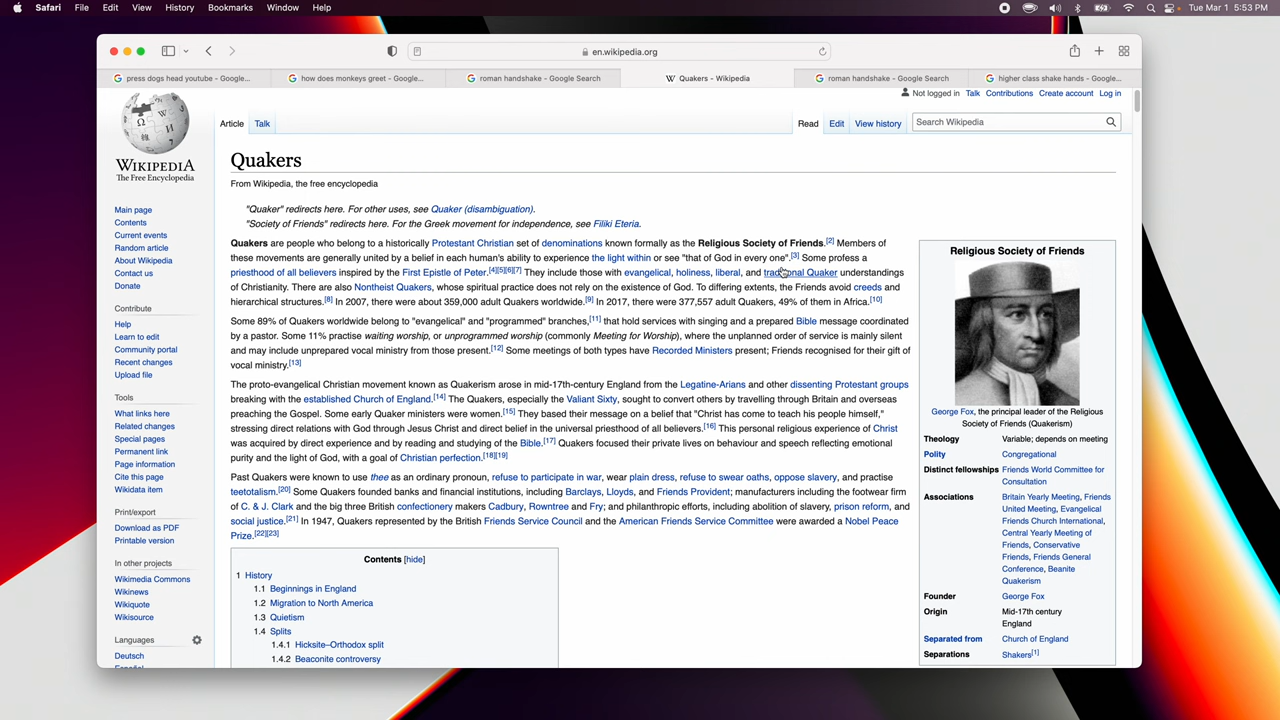 Safari File Edit View History Bookmarks Window Help Tue Mar 1 5:53 PM
en.wikipedia.org
press dogs head youtube - Google...
how does monkeys greet - Google...
roman handshake - Google Search
Quakers - Wikipedia
roman handshake - Google Search
higher class shake hands - Google...
Not logged in Talk Contributions Create account Log in
Article Talk
Read Edit View history Search Wikipedia
WIKIPEDIA
The Free Encyclopedia
Main page
Contents
Current events
Random article
About Wikipedia
Contact us
Donate
Contribute
Help
Learn to edit
Community portal
Recent changes
Upload file
Tools
What links here
Related changes
Special pages
Permanent link
Page information
Cite this page
Wikidata item
Print/export
Download as PDF
Printable version
In other projects
Wikimedia Commons
Wikinews
Wikiquote
Wikisource
Languages
Deutsch
Quakers
From Wikipedia, the free encyclopedia
"Quaker" redirects here. For other uses, see Quaker (disambiguation).
"Society of Friends" redirects here. For the Greek movement for independence, see Filiki Eteria.
Quakers are people who belong to a historically Protestant Christian set of denominations known formally as the Religious Society of Friends.[2] Members of
these movements are generally united by a belief in each human's ability to experience the light within or see "that of God in every one".[3] Some profess a
priesthood of all believers inspired by the First Epistle of Peter.[4][5][6][7] They include those with evangelical, holiness, liberal, and traditional Quaker understandings
of Christianity. There are also Nontheist Quakers, whose spiritual practice does not rely on the existence of God. To differing extents, the Friends avoid creeds and
hierarchical structures.[8] In 2007, there were about 359,000 adult Quakers worldwide.[9] In 2017, there were 377,557 adult Quakers, 49% of them in Africa.[10]
Some 89% of Quakers worldwide belong to "evangelical" and "programmed" branches,[11] that hold services with singing and a prepared Bible message coordinated
by a pastor. Some 11% practise waiting worship, or unprogrammed worship (commonly Meeting for Worship), where the unplanned order of service is mainly silent
and may include unprepared vocal ministry from those present.[12] Some meetings of both types have Recorded Ministers present; Friends recognised for their gift of
vocal ministry.[13]
The proto-evangelical Christian movement known as Quakerism arose in mid-17th-century England from the Legatine-Arians and other dissenting Protestant groups
breaking with the established Church of England.[14] The Quakers, especially the Valiant Sixty, sought to convert others by travelling through Britain and overseas
preaching the Gospel. Some early Quaker ministers were women.[15] They based their message on a belief that "Christ has come to teach his people himself,"
stressing direct relations with God through Jesus Christ and direct belief in the universal priesthood of all believers.[16] This personal religious experience of Christ
was acquired by direct experience and by reading and studying of the Bible.[17] Quakers focused their private lives on behaviour and speech reflecting emotional
purity and the light of God, with a goal of Christian perfection.[18][19]
Past Quakers were known to use thee as an ordinary pronoun, refuse to participate in war, wear plain dress, refuse to swear oaths, oppose slavery, and practise
teetotalism.[20] Some Quakers founded banks and financial institutions, including Barclays, Lloyds, and Friends Provident; manufacturers including the footwear firm
of C. & J. Clark and the big three British confectionery makers Cadbury, Rowntree and Fry; and philanthropic efforts, including abolition of slavery, prison reform, and
social justice.[21] In 1947, Quakers represented by the British Friends Service Council and the American Friends Service Committee were awarded a Nobel Peace
Prize.[22][23]
Contents [hide]
1 History
1.1 Beginnings in England
1.2 Migration to North America
1.3 Quietism
1.4 Splits
1.4.1 Hicksite–Orthodox split
1.4.2 Beaconite controversy
Religious Society of Friends
George Fox, the principal leader of the Religious
Society of Friends (Quakerism)
Theology Variable; depends on meeting
Polity Congregational
Distinct fellowships Friends World Committee for
Consultation
Associations Britain Yearly Meeting, Friends
United Meeting, Evangelical
Friends Church International,
Central Yearly Meeting of
Friends, Conservative
Friends, Friends General
Conference, Beanite
Quakerism
Founder George Fox
Origin Mid-17th century
England
Separated from Church of England
Separations Shakers[1]